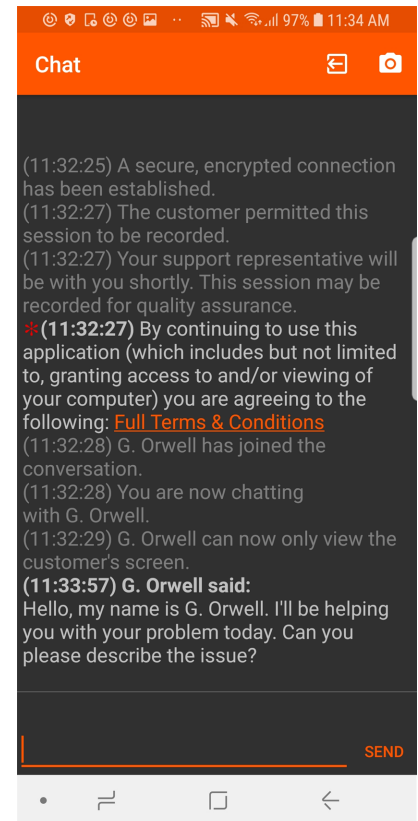 97% 11:34 AM
Chat
(11:32:25) A secure, encrypted connection
has been established.
(11:32:27) The customer permitted this
session to be recorded.
(11:32:27) Your support representative will
be with you shortly. This session may be
recorded for quality assurance.
*(11:32:27) By continuing to use this
application (which includes but not limited
to, granting access to and/or viewing of
your computer) you are agreeing to the
following: Full Terms & Conditions
(11:32:28) G. Orwell has joined the
conversation.
(11:32:28) You are now chatting
with G. Orwell.
(11:32:29) G. Orwell can now only view the
customer's screen.
(11:33:57) G. Orwell said:
Hello, my name is G. Orwell. I'll be helping
you with your problem today. Can you
please describe the issue?
SEND